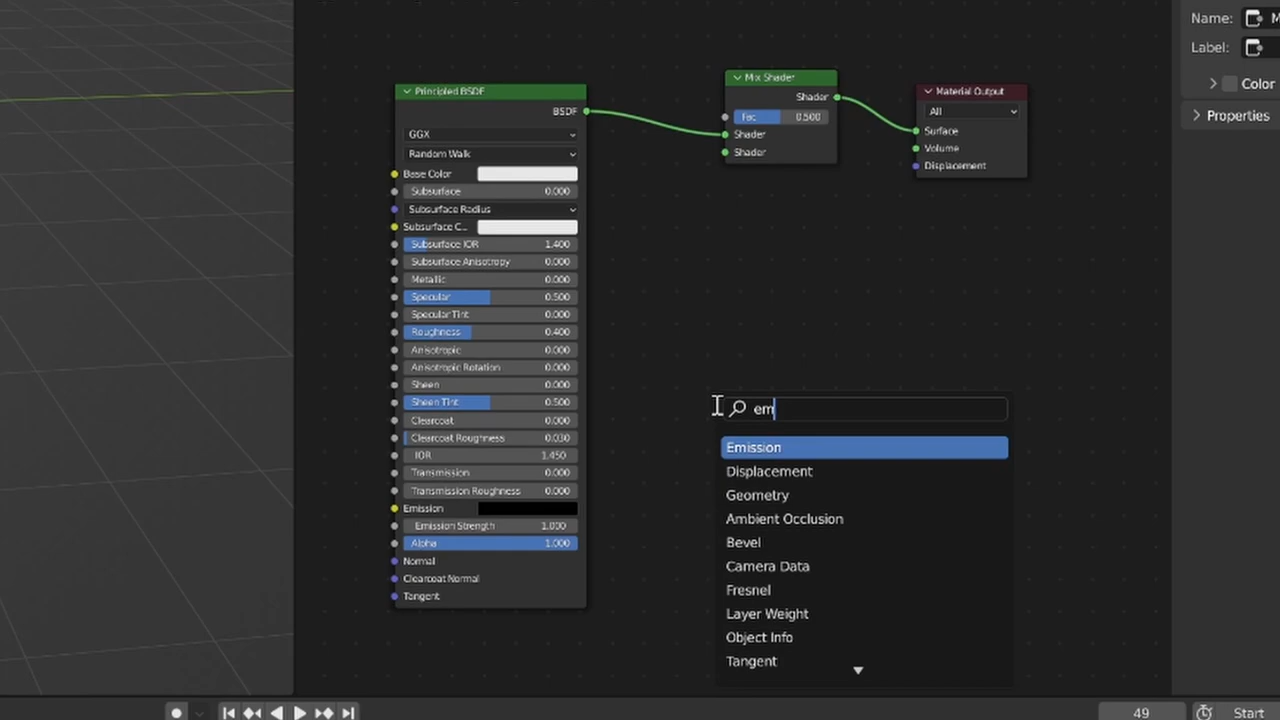 Name:
Label:
Color
Properties
Principled BSDF
BSDF
GGX
Random Walk
Base Color
Subsurface 0.000
Subsurface Radius
Subsurface C...
Subsurface IOR 1.400
Subsurface Anisotropy 0.000
Metallic 0.000
Specular 0.500
Specular Tint 0.000
Roughness 0.400
Anisotropic 0.000
Anisotropic Rotation 0.000
Sheen 0.000
Sheen Tint 0.500
Clearcoat 0.000
Clearcoat Roughness 0.030
IOR 1.450
Transmission 0.000
Transmission Roughness 0.000
Emission
Emission Strength 1.000
Alpha 1.000
Normal
Clearcoat Normal
Tangent
Mix Shader
Shader
Fac 0.500
Shader
Shader
Material Output
All
Surface
Volume
Displacement
em
Emission
Displacement
Geometry
Ambient Occlusion
Bevel
Camera Data
Fresnel
Layer Weight
Object Info
Tangent
49
Start